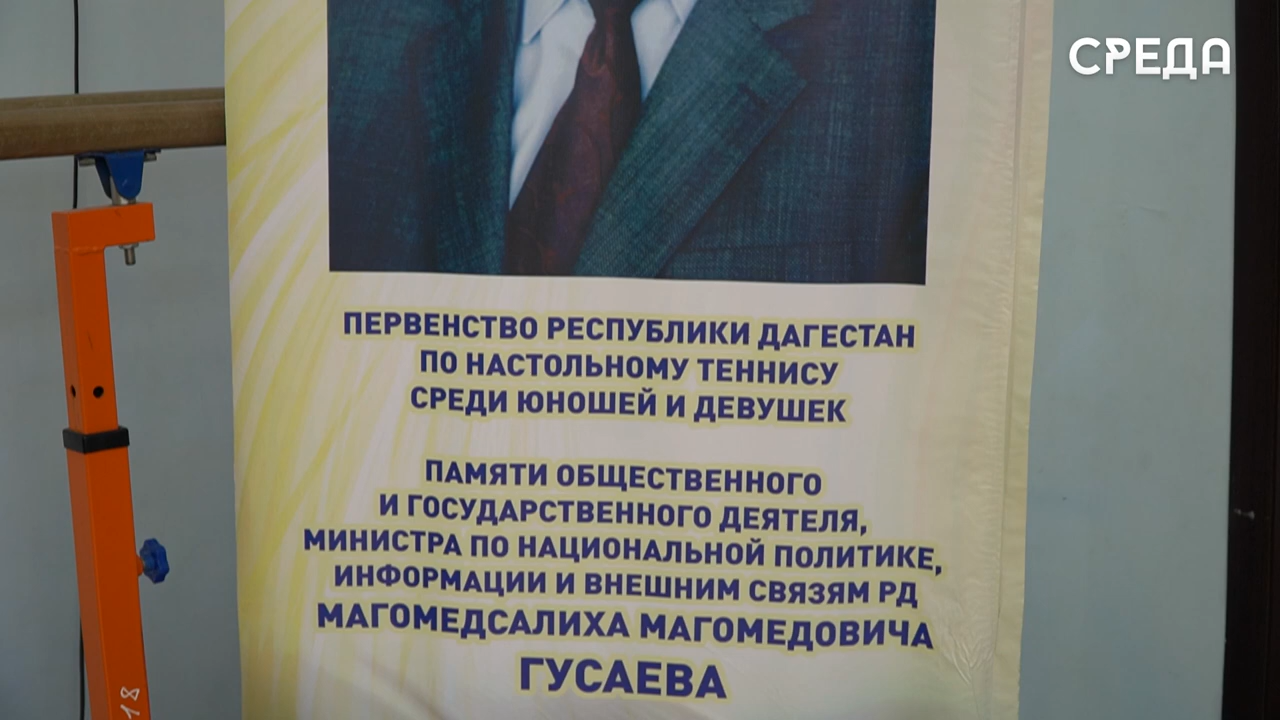 СРЕДА
ПЕРВЕНСТВО РЕСПУБЛИКИ ДАГЕСТАН
ПО НАСТОЛЬНОМУ ТЕННИСУ
СРЕДИ ЮНОШЕЙ И ДЕВУШЕК
ПАМЯТИ ОБЩЕСТВЕННОГО
И ГОСУДАРСТВЕННОГО ДЕЯТЕЛЯ,
МИНИСТРА ПО НАЦИОНАЛЬНОЙ ПОЛИТИКЕ,
ИНФОРМАЦИИ И ВНЕШНИМ СВЯЗЯМ РД
МАГОМЕДСАЛИХА МАГОМЕДОВИЧА
ГУСАЕВА
18